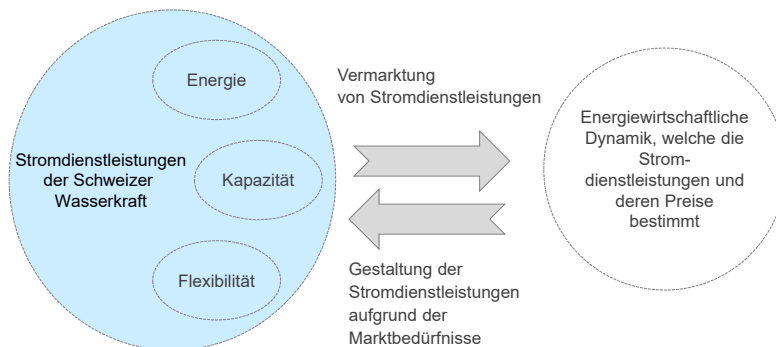 Energie
Stromdienstleistungen
der Schweizer
Wasserkraft
Kapazität
Flexibilität
Vermarktung
von Stromdienstleistungen
Gestaltung der
Stromdienstleistungen
aufgrund der
Marktbedürfnisse
Energiewirtschaftliche
Dynamik, welche die
Strom-
dienstleistungen und
deren Preise
bestimmt